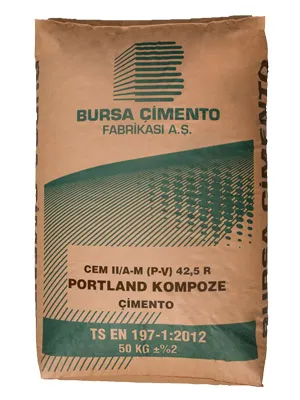 BURSA ÇİMENTO
FABRİKASI A.Ş.
CEM II/A-M (P-V) 42,5 R
PORTLAND KOMPOZE
ÇİMENTO
TS EN 197-1:2012
50 KG ±%2
BURSA ÇİMENTO